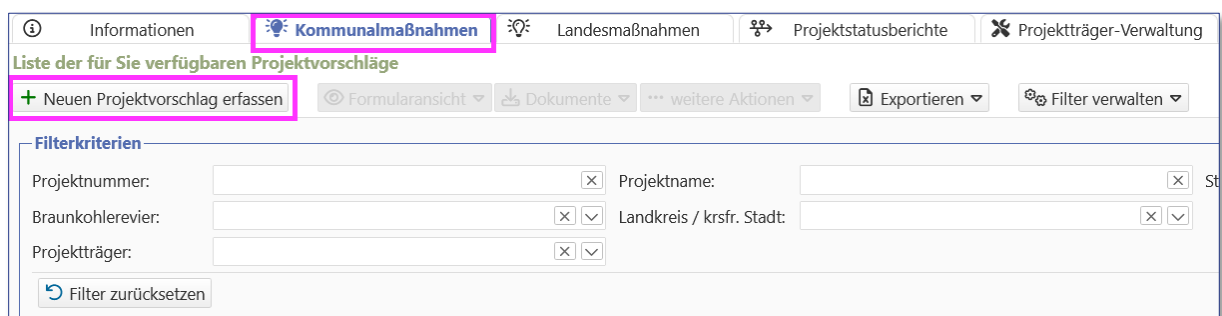 Informationen Kommunalmaßnahmen Landesmaßnahmen Projektstatusberichte Projektträger-Verwaltung
Liste der für Sie verfügbaren Projektvorschläge
Neuen Projektvorschlag erfassen Formularansicht Dokumente weitere Aktionen Exportieren Filter verwalten
Filterkriterien
Projektnummer: Projektname: St
Braunkohlerevier: Landkreis / krsfr. Stadt:
Projektträger:
Filter zurücksetzen